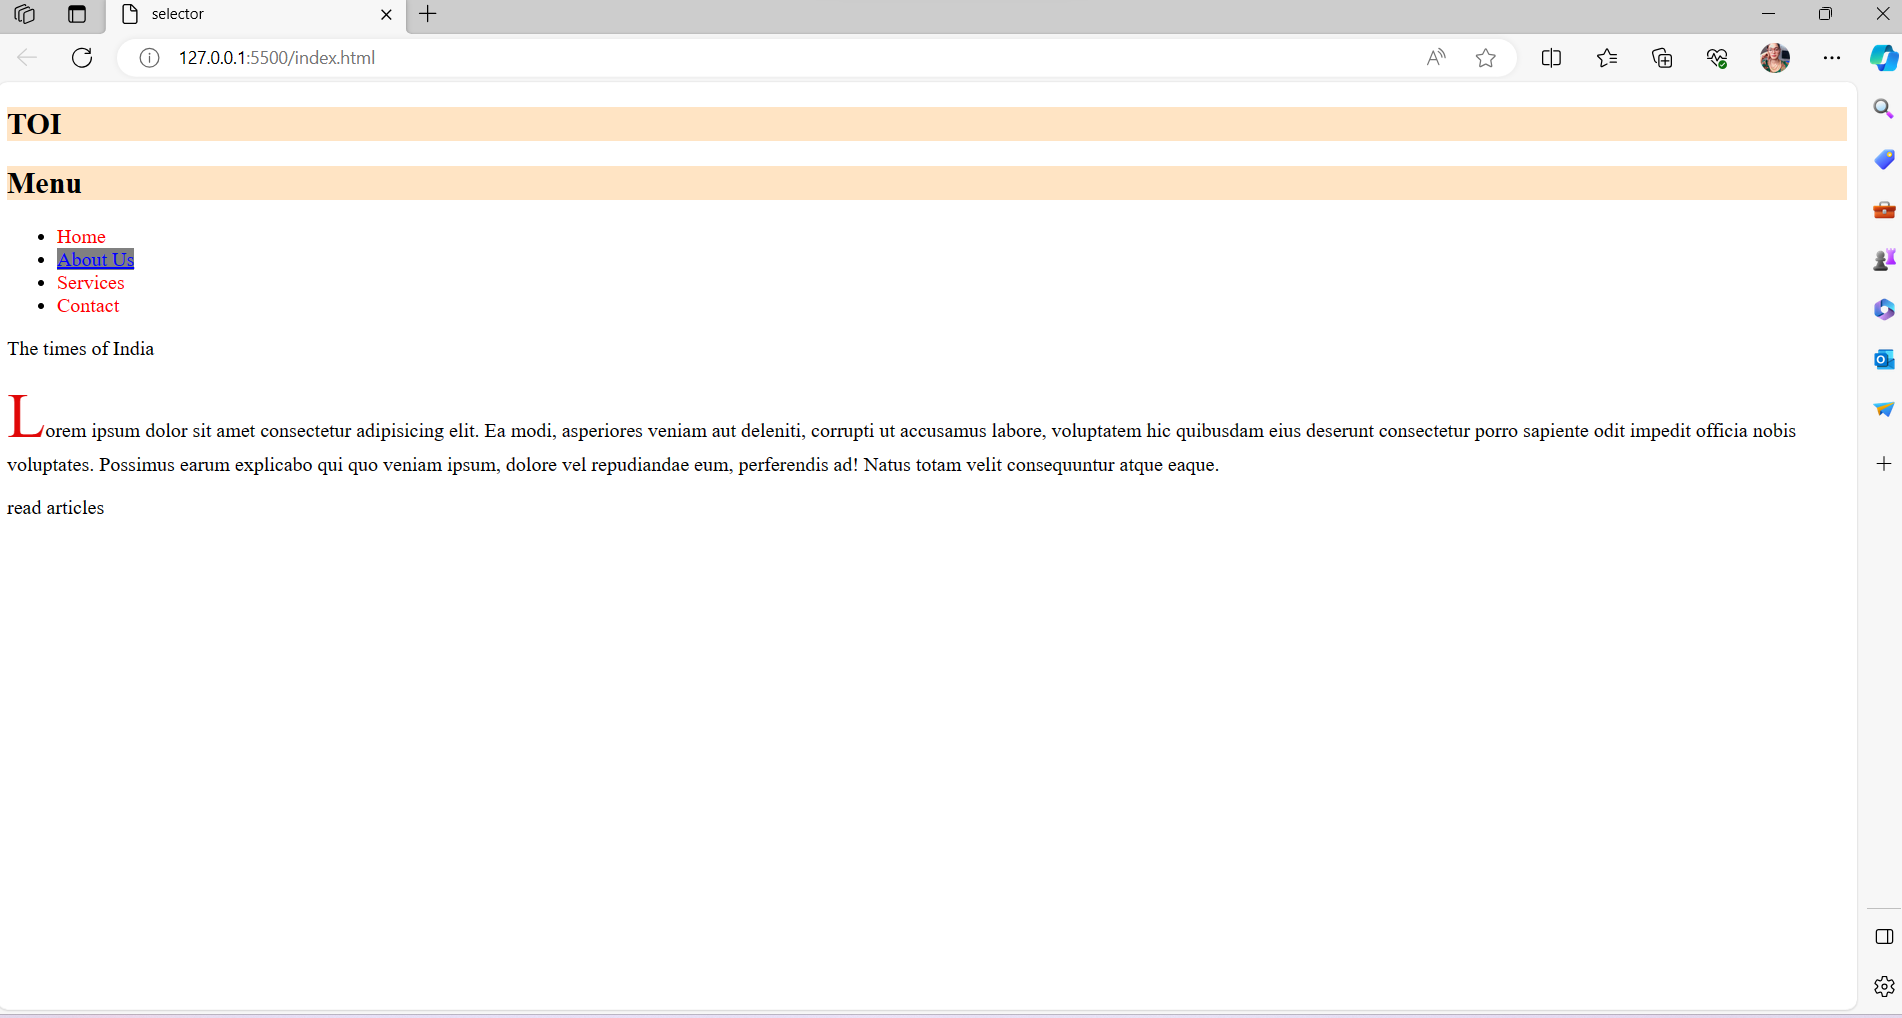 selector
127.0.0.1:5500/index.html
TOI
Menu
Home
About Us
Services
Contact
The times of India
Lorem ipsum dolor sit amet consectetur adipisicing elit. Ea modi, asperiores veniam aut deleniti, corrupti ut accusamus labore, voluptatem hic quibusdam eius deserunt consectetur porro sapiente odit impedit officia nobis
voluptates. Possimus earum explicabo qui quo veniam ipsum, dolore vel repudiandae eum, perferendis ad! Natus totam velit consequuntur atque eaque.
read articles